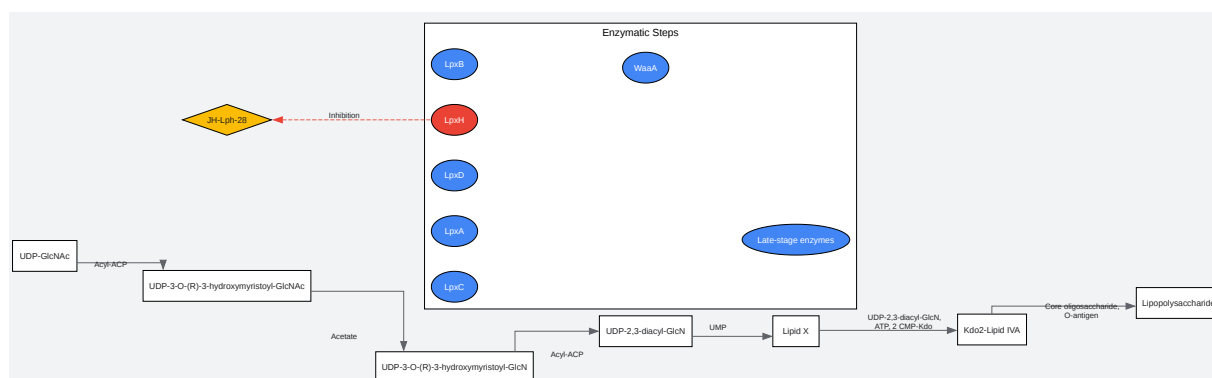 Enzymatic Steps
LpxB
WaaA
JH-Lph-28
Inhibition
LpxH
LpxD
LpxA
Late-stage enzymes
UDP-GlcNAc
Acyl-ACP
UDP-3-O-(R)-3-hydroxymyristoyl-GlcNAc
LpxC
Acetate
UDP-3-O-(R)-3-hydroxymyristoyl-GlcN
Acyl-ACP
UDP-2,3-diacyl-GlcN
UMP
Lipid X
UDP-2,3-diacyl-GlcN,
ATP, 2 CMP-Kdo
Kdo2-Lipid IVA
Core oligosaccharide,
O-antigen
Lipopolysaccharide